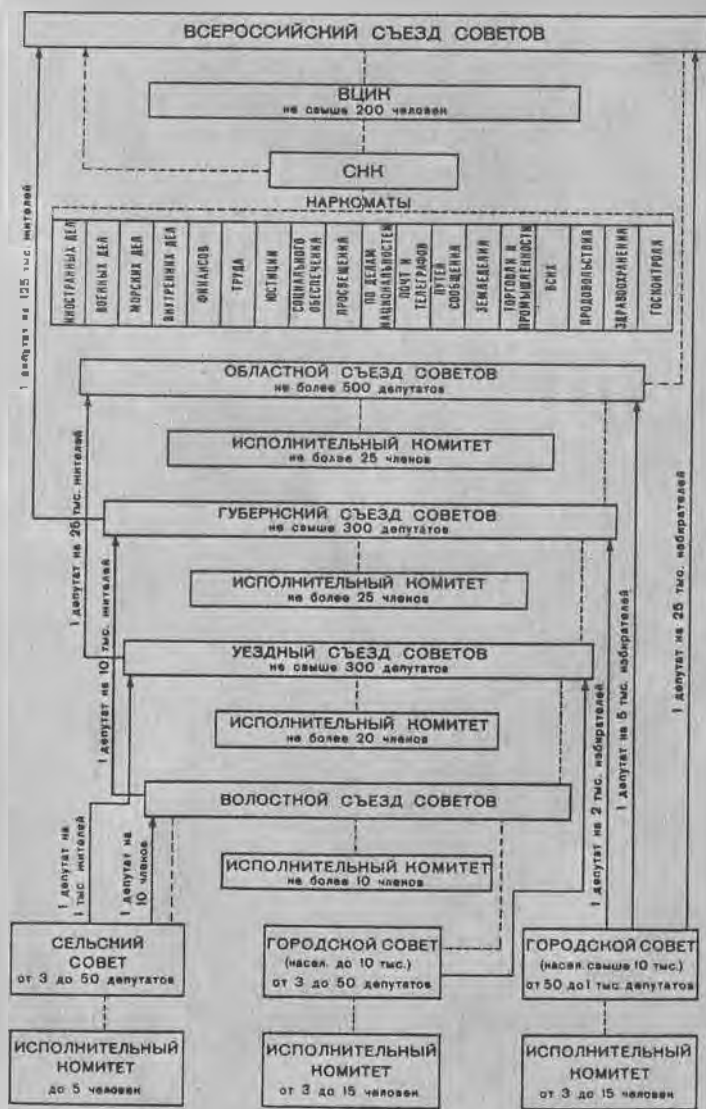 ВСЕРОССИЙСКИЙ СЪЕЗД СОВЕТОВ
ВЦИК
не свыше 200 человек
СНК
НАРКОМАТЫ
ИНОСТРАННЫХ ДЕЛ
ВОЕННЫХ ДЕЛ
МОРСКИХ ДЕЛ
ВНУТРЕННИХ ДЕЛ
ФИНАНСОВ
ТРУДА
ЮСТИЦИИ
СОЦИАЛЬНОГО
ОБЕСПЕЧЕНИЯ
ПРОСВЕЩЕНИЯ
ПО ДЕЛАМ
НАЦИОНАЛЬНОСТЕЙ
ПОЧТ И
ТЕЛЕГРАФОВ
ПУТЕЙ
СООБЩЕНИЯ
ЗЕМЛЕДЕЛИЯ
ТОРГОВЛИ И
ПРОМЫШЛЕННОСТИ
ВСНХ
ПРОДОВОЛЬСТВИЯ
ЗДРАВООХРАНЕНИЯ
ГОСКОНТРОЛЯ
1 депутат на 125 тыс. жителей
ОБЛАСТНОЙ СЪЕЗД СОВЕТОВ
не более 500 депутатов
ИСПОЛНИТЕЛЬНЫЙ КОМИТЕТ
не более 25 членов
1 депутат на 25 тыс. жителей
ГУБЕРНСКИЙ СЪЕЗД СОВЕТОВ
не свыше 300 депутатов
ИСПОЛНИТЕЛЬНЫЙ КОМИТЕТ
не более 25 членов
1 депутат на 10 тыс. жителей
УЕЗДНЫЙ СЪЕЗД СОВЕТОВ
не свыше 300 депутатов
ИСПОЛНИТЕЛЬНЫЙ КОМИТЕТ
не более 20 членов
ВОЛОСТНОЙ СЪЕЗД СОВЕТОВ
ИСПОЛНИТЕЛЬНЫЙ КОМИТЕТ
не более 10 членов
1 депутат на
1 тыс. жителей
1 депутат на
10 членов
1 депутат на 2 тыс. избирателей
1 депутат на 5 тыс. избирателей
1 депутат на 25 тыс. избирателей
СЕЛЬСКИЙ
СОВЕТ
от 3 до 50 депутатов
ГОРОДСКОЙ СОВЕТ
(насел. до 10 тыс.)
от 3 до 50 депутатов
ГОРОДСКОЙ СОВЕТ
(насел. свыше 10 тыс.)
от 50 до 1 тыс. депутатов
ИСПОЛНИТЕЛЬНЫЙ
КОМИТЕТ
до 5 человек
ИСПОЛНИТЕЛЬНЫЙ
КОМИТЕТ
от 3 до 15 человек
ИСПОЛНИТЕЛЬНЫЙ
КОМИТЕТ
от 3 до 15 человек